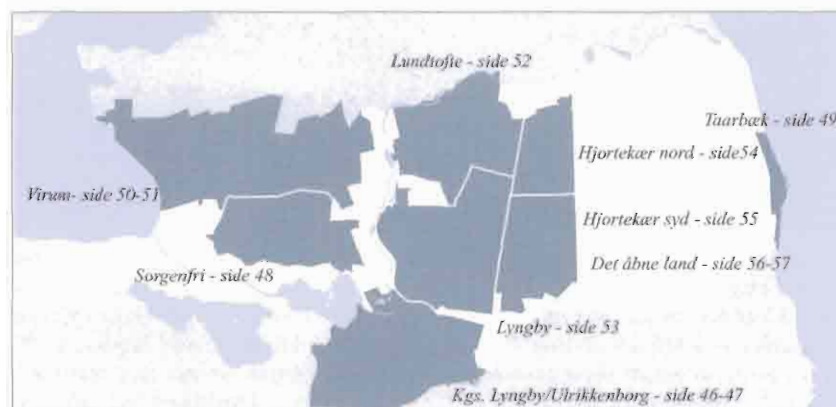 Lundtofte - side 52
Taarbæk - side 49
Hjortekær nord - side54
Virum- side 50-51
Hjortekær syd - side 55
Det åbne land - side 56-57
Sorgenfri - side 48
Lyngby - side 53
Kgs. Lyngby/Ulrikkenborg - side 46-47